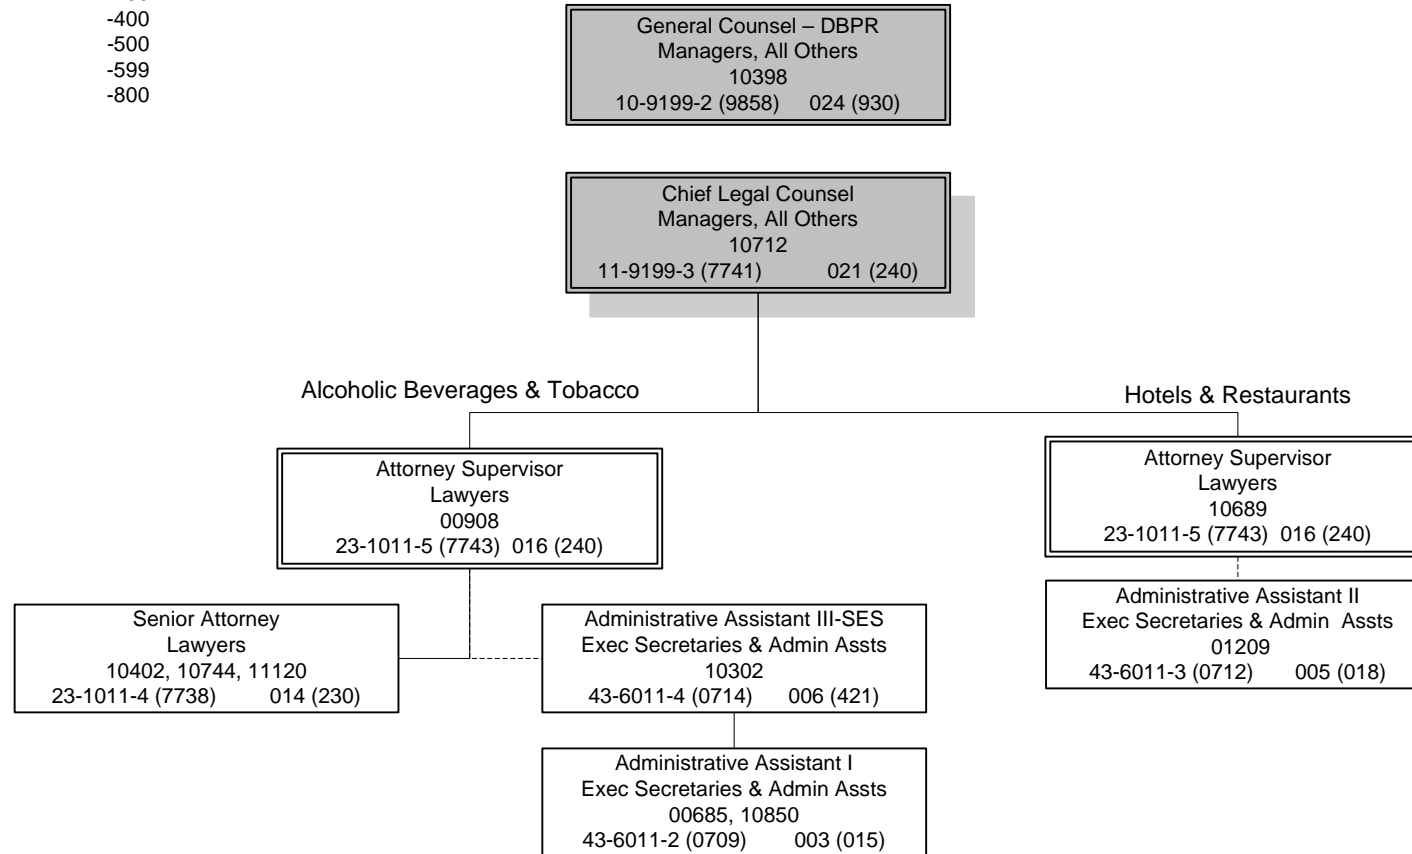 -400
-500
-599
-800
General Counsel – DBPR
Managers, All Others
10398
10-9199-2 (9858) 024 (930)
Chief Legal Counsel
Managers, All Others
10712
11-9199-3 (7741) 021 (240)
Alcoholic Beverages & Tobacco
Hotels & Restaurants
Attorney Supervisor
Lawyers
00908
23-1011-5 (7743) 016 (240)
Attorney Supervisor
Lawyers
10689
23-1011-5 (7743) 016 (240)
Senior Attorney
Lawyers
10402, 10744, 11120
23-1011-4 (7738) 014 (230)
Administrative Assistant III-SES
Exec Secretaries & Admin Assts
10302
43-6011-4 (0714) 006 (421)
Administrative Assistant II
Exec Secretaries & Admin Assts
01209
43-6011-3 (0712) 005 (018)
Administrative Assistant I
Exec Secretaries & Admin Assts
00685, 10850
43-6011-2 (0709) 003 (015)